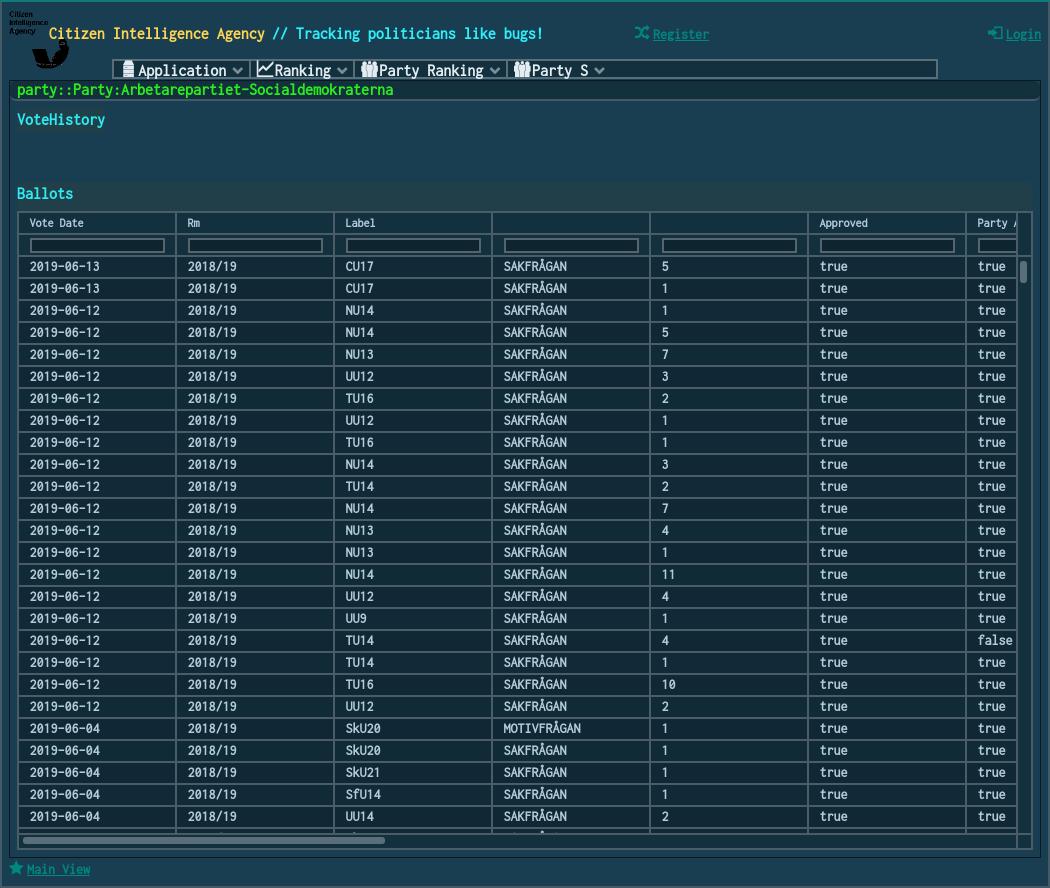 Citizen
Intelligence
Agency
Citizen Intelligence Agency // Tracking politicians like bugs!
Register
Login
Application Ranking Party Ranking Party S
party::Party:Arbetarepartiet-Socialdemokraterna
VoteHistory
Ballots
Vote Date Rm Label Approved Party
2019-06-13 2018/19 CU17 SAKFRÅGAN 5 true true
2019-06-13 2018/19 CU17 SAKFRÅGAN 1 true true
2019-06-12 2018/19 NU14 SAKFRÅGAN 1 true true
2019-06-12 2018/19 NU14 SAKFRÅGAN 5 true true
2019-06-12 2018/19 NU13 SAKFRÅGAN 7 true true
2019-06-12 2018/19 UU12 SAKFRÅGAN 3 true true
2019-06-12 2018/19 TU16 SAKFRÅGAN 2 true true
2019-06-12 2018/19 UU12 SAKFRÅGAN 1 true true
2019-06-12 2018/19 TU16 SAKFRÅGAN 1 true true
2019-06-12 2018/19 NU14 SAKFRÅGAN 3 true true
2019-06-12 2018/19 TU14 SAKFRÅGAN 2 true true
2019-06-12 2018/19 NU14 SAKFRÅGAN 7 true true
2019-06-12 2018/19 NU13 SAKFRÅGAN 4 true true
2019-06-12 2018/19 NU13 SAKFRÅGAN 1 true true
2019-06-12 2018/19 NU14 SAKFRÅGAN 11 true true
2019-06-12 2018/19 UU12 SAKFRÅGAN 4 true true
2019-06-12 2018/19 UU9 SAKFRÅGAN 1 true true
2019-06-12 2018/19 TU14 SAKFRÅGAN 4 true false
2019-06-12 2018/19 TU14 SAKFRÅGAN 1 true true
2019-06-12 2018/19 TU16 SAKFRÅGAN 10 true true
2019-06-12 2018/19 UU12 SAKFRÅGAN 2 true true
2019-06-04 2018/19 SkU20 MOTIVFRÅGAN 1 true true
2019-06-04 2018/19 SkU20 SAKFRÅGAN 1 true true
2019-06-04 2018/19 SkU21 SAKFRÅGAN 1 true true
2019-06-04 2018/19 SfU14 SAKFRÅGAN 1 true true
2019-06-04 2018/19 UU14 SAKFRÅGAN 2 true true
Main View